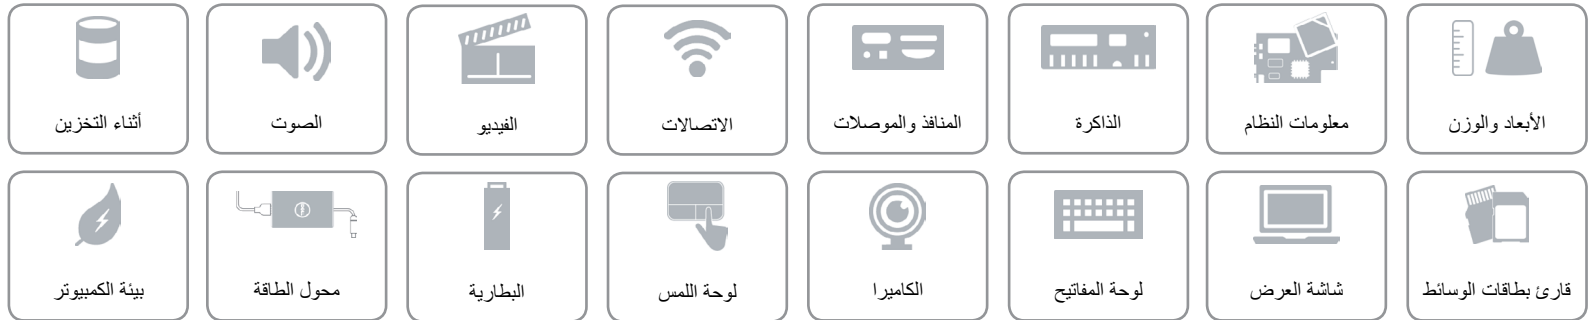 الأبعاد والوزن
معلومات النظام
الذاكرة
المنافذ والموصلات
الاتصالات
الفيديو
الصوت
أثناء التخزين
قارئ بطاقات الوسائط
شاشة العرض
لوحة المفاتيح
الكاميرا
لوحة اللمس
البطارية
محول الطاقة
بيئة الكمبيوتر